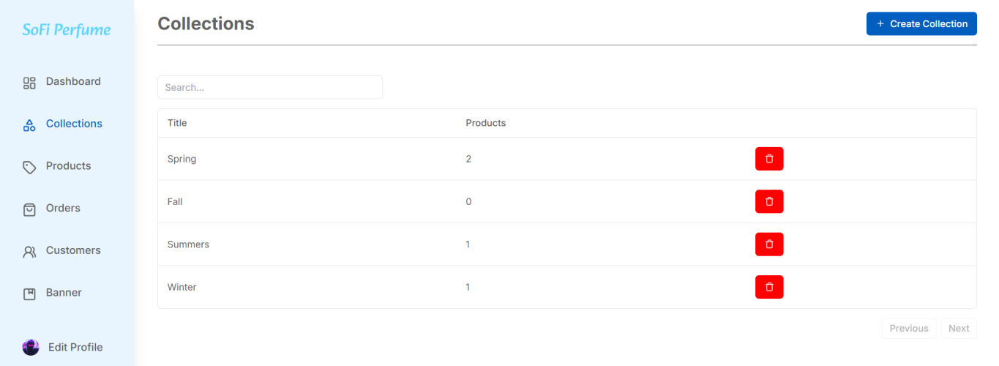 SoFi Perfume
Dashboard
Collections
Products
Orders
Customers
Banner
Edit Profile
Collections
+ Create Collection
Search...
Title Products
Spring 2
Fall 0
Summers 1
Winter 1
Previous Next